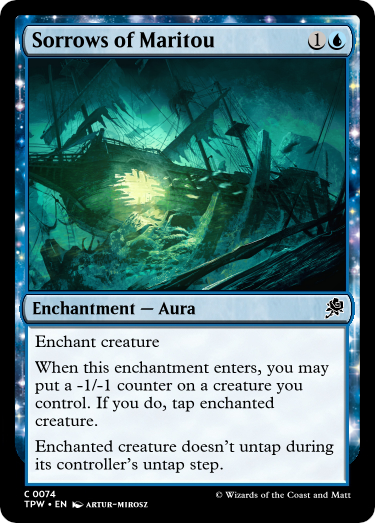 Sorrows of Maritou 1
Enchantment — Aura
Enchant creature
When this enchantment enters, you may
put a -1/-1 counter on a creature you
control. If you do, tap enchanted
creature.
Enchanted creature doesn't untap during
its controller's untap step.
C 0074
TPW • EN ARTUR-MIROSZ © Wizards of the Coast and Matt